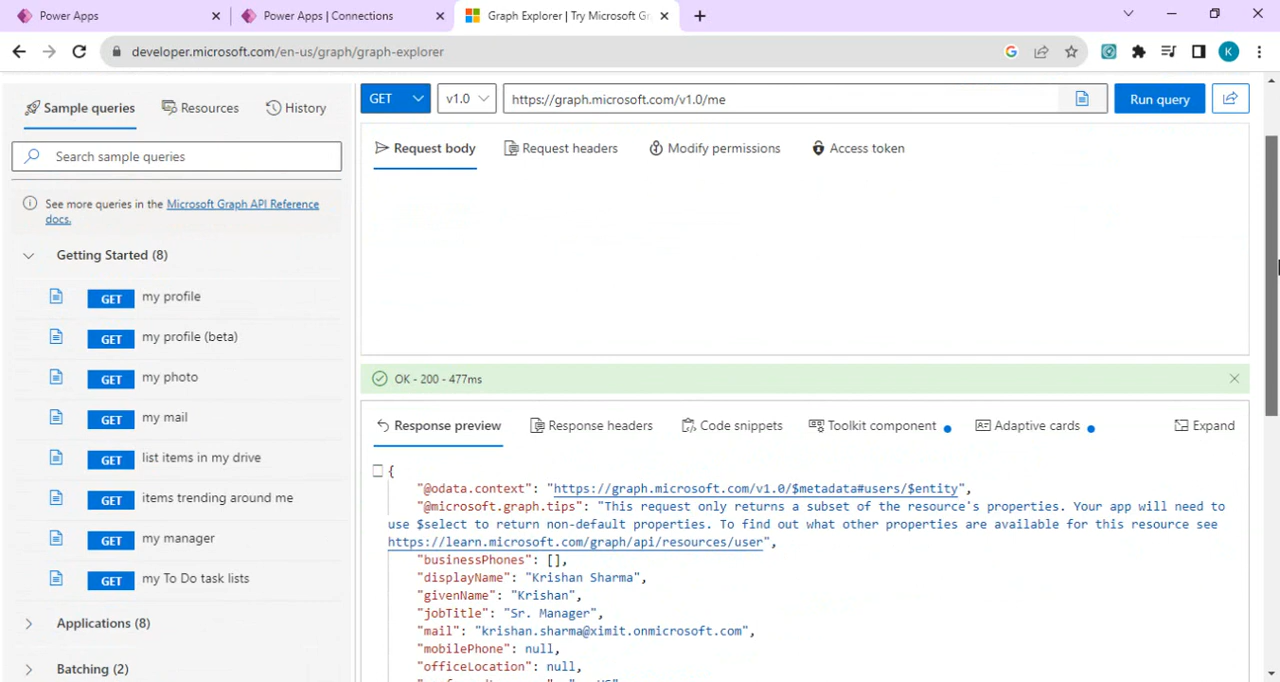 Power Apps
Power Apps | Connections
Graph Explorer | Try Microsoft Gr
developer.microsoft.com/en-us/graph/graph-explorer
K
Sample queries
Resources
History
GET
v1.0
https://graph.microsoft.com/v1.0/me
Run query
Search sample queries
Request body
Request headers
Modify permissions
Access token
See more queries in the Microsoft Graph API Reference
docs.
Getting Started (8)
GET my profile
GET my profile (beta)
GET my photo
GET my mail
GET list items in my drive
GET items trending around me
GET my manager
GET my To Do task lists
Applications (8)
Batching (2)
OK - 200 - 477ms
Response preview
Response headers
Code snippets
Toolkit component
Adaptive cards
Expand
{
"@odata.context": "https://graph.microsoft.com/v1.0/$metadata#users/$entity",
"@microsoft.graph.tips": "This request only returns a subset of the resource's properties. Your app will need to
use $select to return non-default properties. To find out what other properties are available for this resource see
https://learn.microsoft.com/graph/api/resources/user",
"businessPhones": [],
"displayName": "Krishan Sharma",
"givenName": "Krishan",
"jobTitle": "Sr. Manager",
"mail": "krishan.sharma@ximit.onmicrosoft.com",
"mobilePhone": null,
"officeLocation": null,